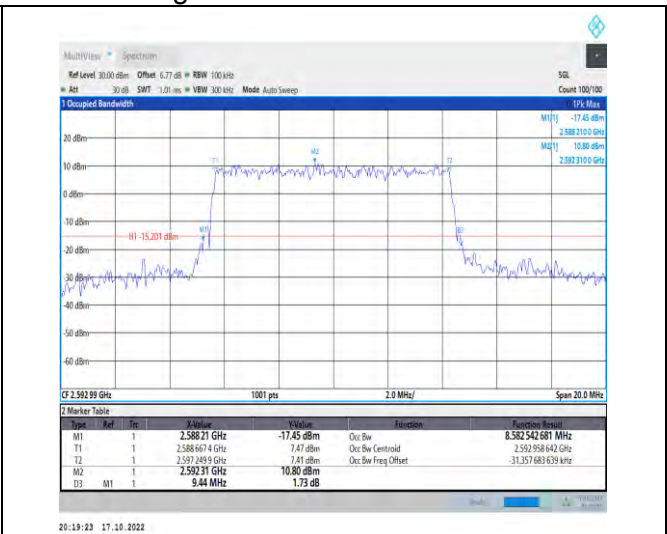 MultiView Spectrum
Ref Level 30.00 dBm Offset 6.77 dB RBW 100 kHz SGL
Att 30 dB SWT 1.01 ms VBW 300 kHz Mode Auto Sweep Count 100/100
1 Occupied Bandwidth 1Pk Max
M1[1] -17.45 dBm
2.588 210 0 GHz
20 dBm
M2[1] 10.80 dBm
2.592 310 0 GHz
M2
T1 T2
10 dBm
0 dBm
-10 dBm
M1
H1 -15.201 dBm
-20 dBm
-30 dBm
-40 dBm
-50 dBm
-60 dBm
CF 2.592 99 GHz 1001 pts 2.0 MHz/ Span 20.0 MHz
2 Marker Table
Type Ref Trc X-Value Y-Value Function Function Result
M1 1 2.588 21 GHz -17.45 dBm Occ Bw 8.582 542 681 MHz
T1 1 2.588 667 4 GHz 7.47 dBm Occ Bw Centroid 2.592 958 642 GHz
T2 1 2.597 249 9 GHz 7.41 dBm Occ Bw Freq Offset -31.357 683 639 kHz
M2 1 2.592 31 GHz 10.80 dBm
D3 M1 1 9.44 MHz 1.73 dB
20:19:23 17.10.2022